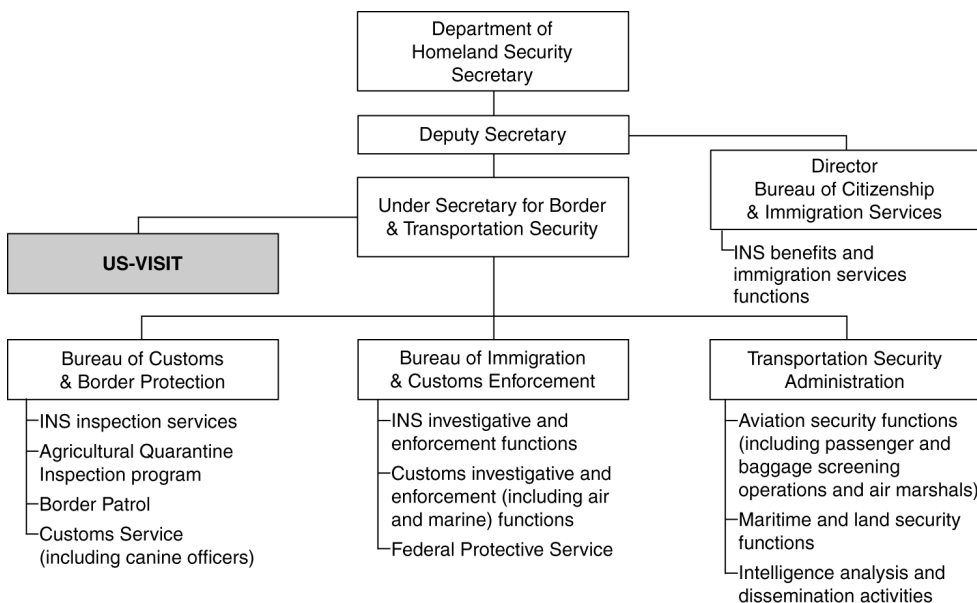 Department of
Homeland Security
Secretary
Deputy Secretary
Director
Bureau of Citizenship
& Immigration Services
Under Secretary for Border
& Transportation Security
US-VISIT
INS benefits and
immigration services
functions
Bureau of Customs
& Border Protection
INS inspection services
Agricultural Quarantine
Inspection program
Border Patrol
Customs Service
(including canine officers)
Bureau of Immigration
& Customs Enforcement
INS investigative and
enforcement functions
Customs investigative and
enforcement (including air
and marine) functions
Federal Protective Service
Transportation Security
Administration
Aviation security functions
(including passenger and
baggage screening
operations and air marshals)
Maritime and land security
functions
Intelligence analysis and
dissemination activities